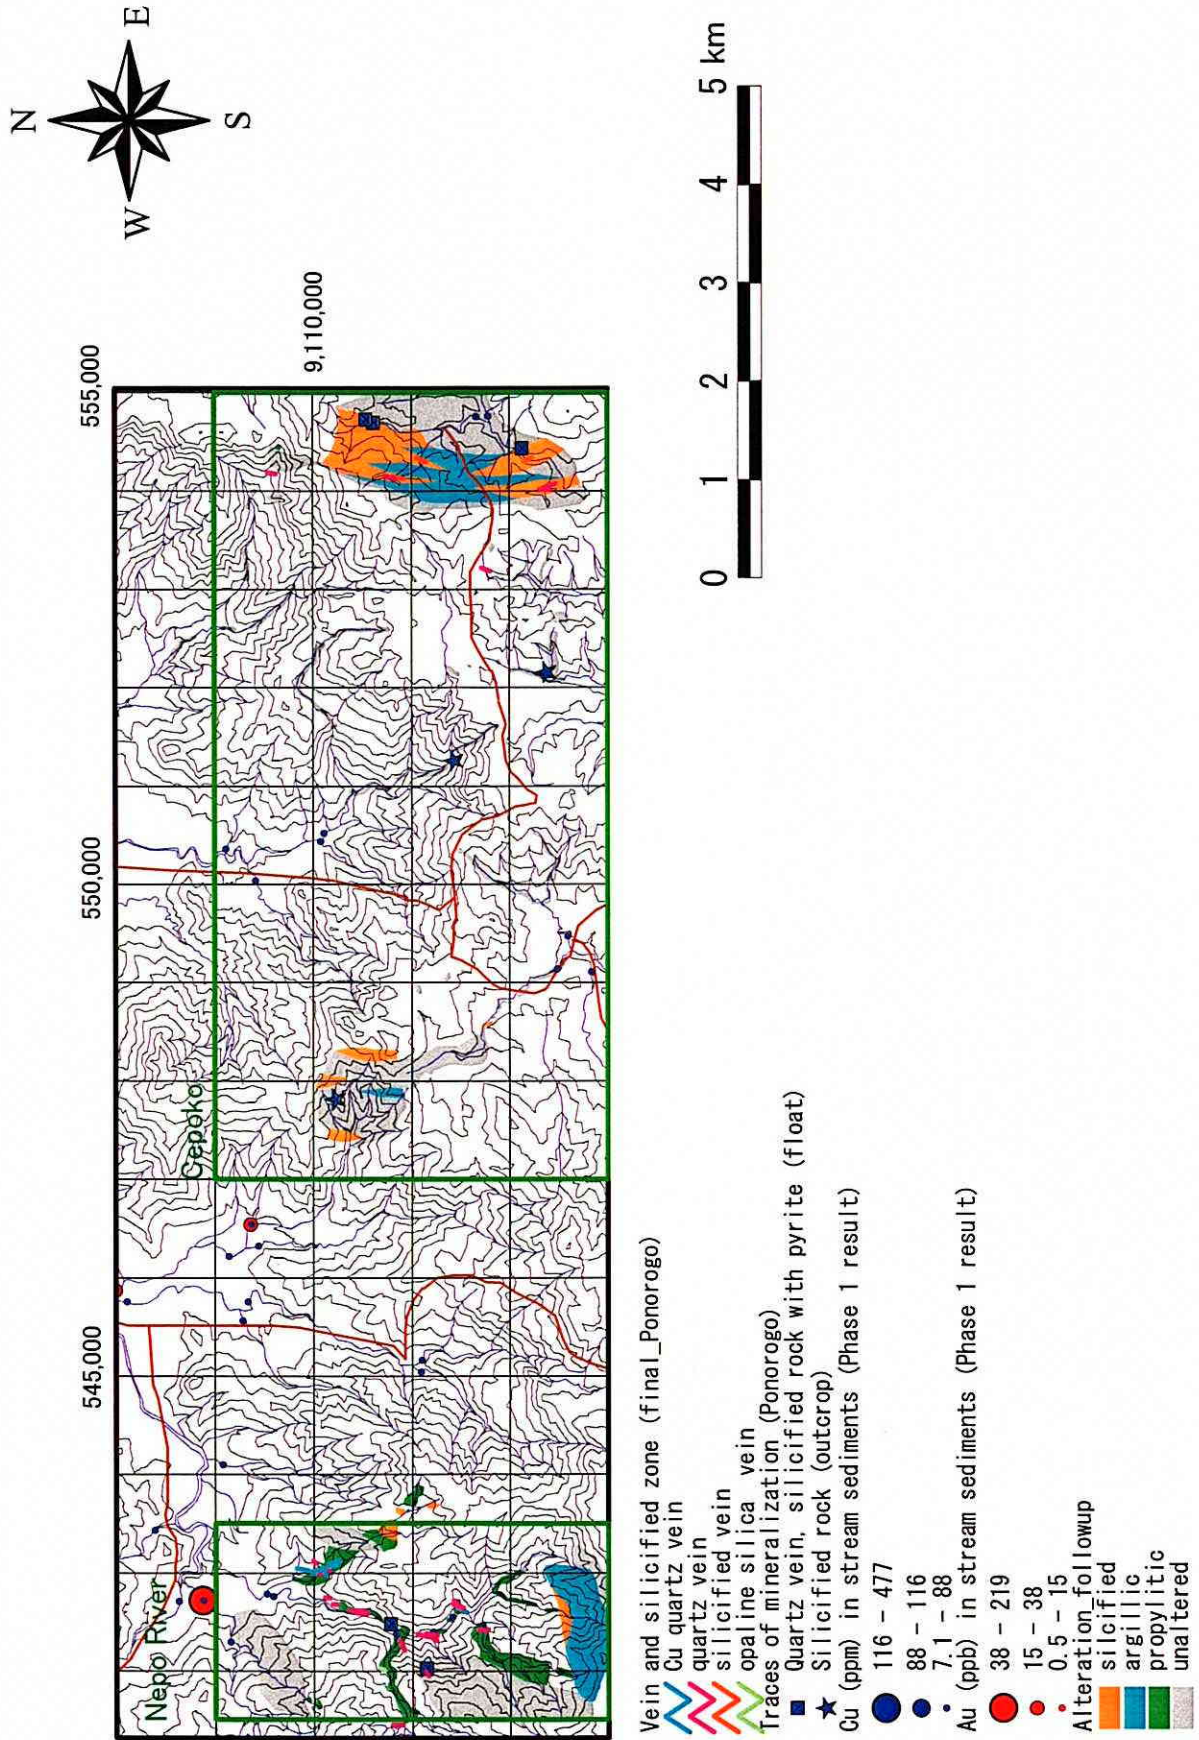 N
E
W
S
555,000
550,000
545,000
9,110,000
Cepoko
Nepo River
0 1 2 3 4 5 km
Vein and silicified zone (final_Ponorogo)
Cu quartz vein
quartz vein
silicified vein
opaline silica vein
Traces of mineralization (Ponorogo)
Quartz vein, silicified rock with pyrite (float)
Silicified rock (outcrop)
Cu (ppm) in stream sediments (Phase 1 result)
116 - 477
88 - 116
7.1 - 88
Au (ppb) in stream sediments (Phase 1 result)
38 - 219
15 - 38
0.5 - 15
Alteration_followup
silcified
argillic
propylitic
unaltered